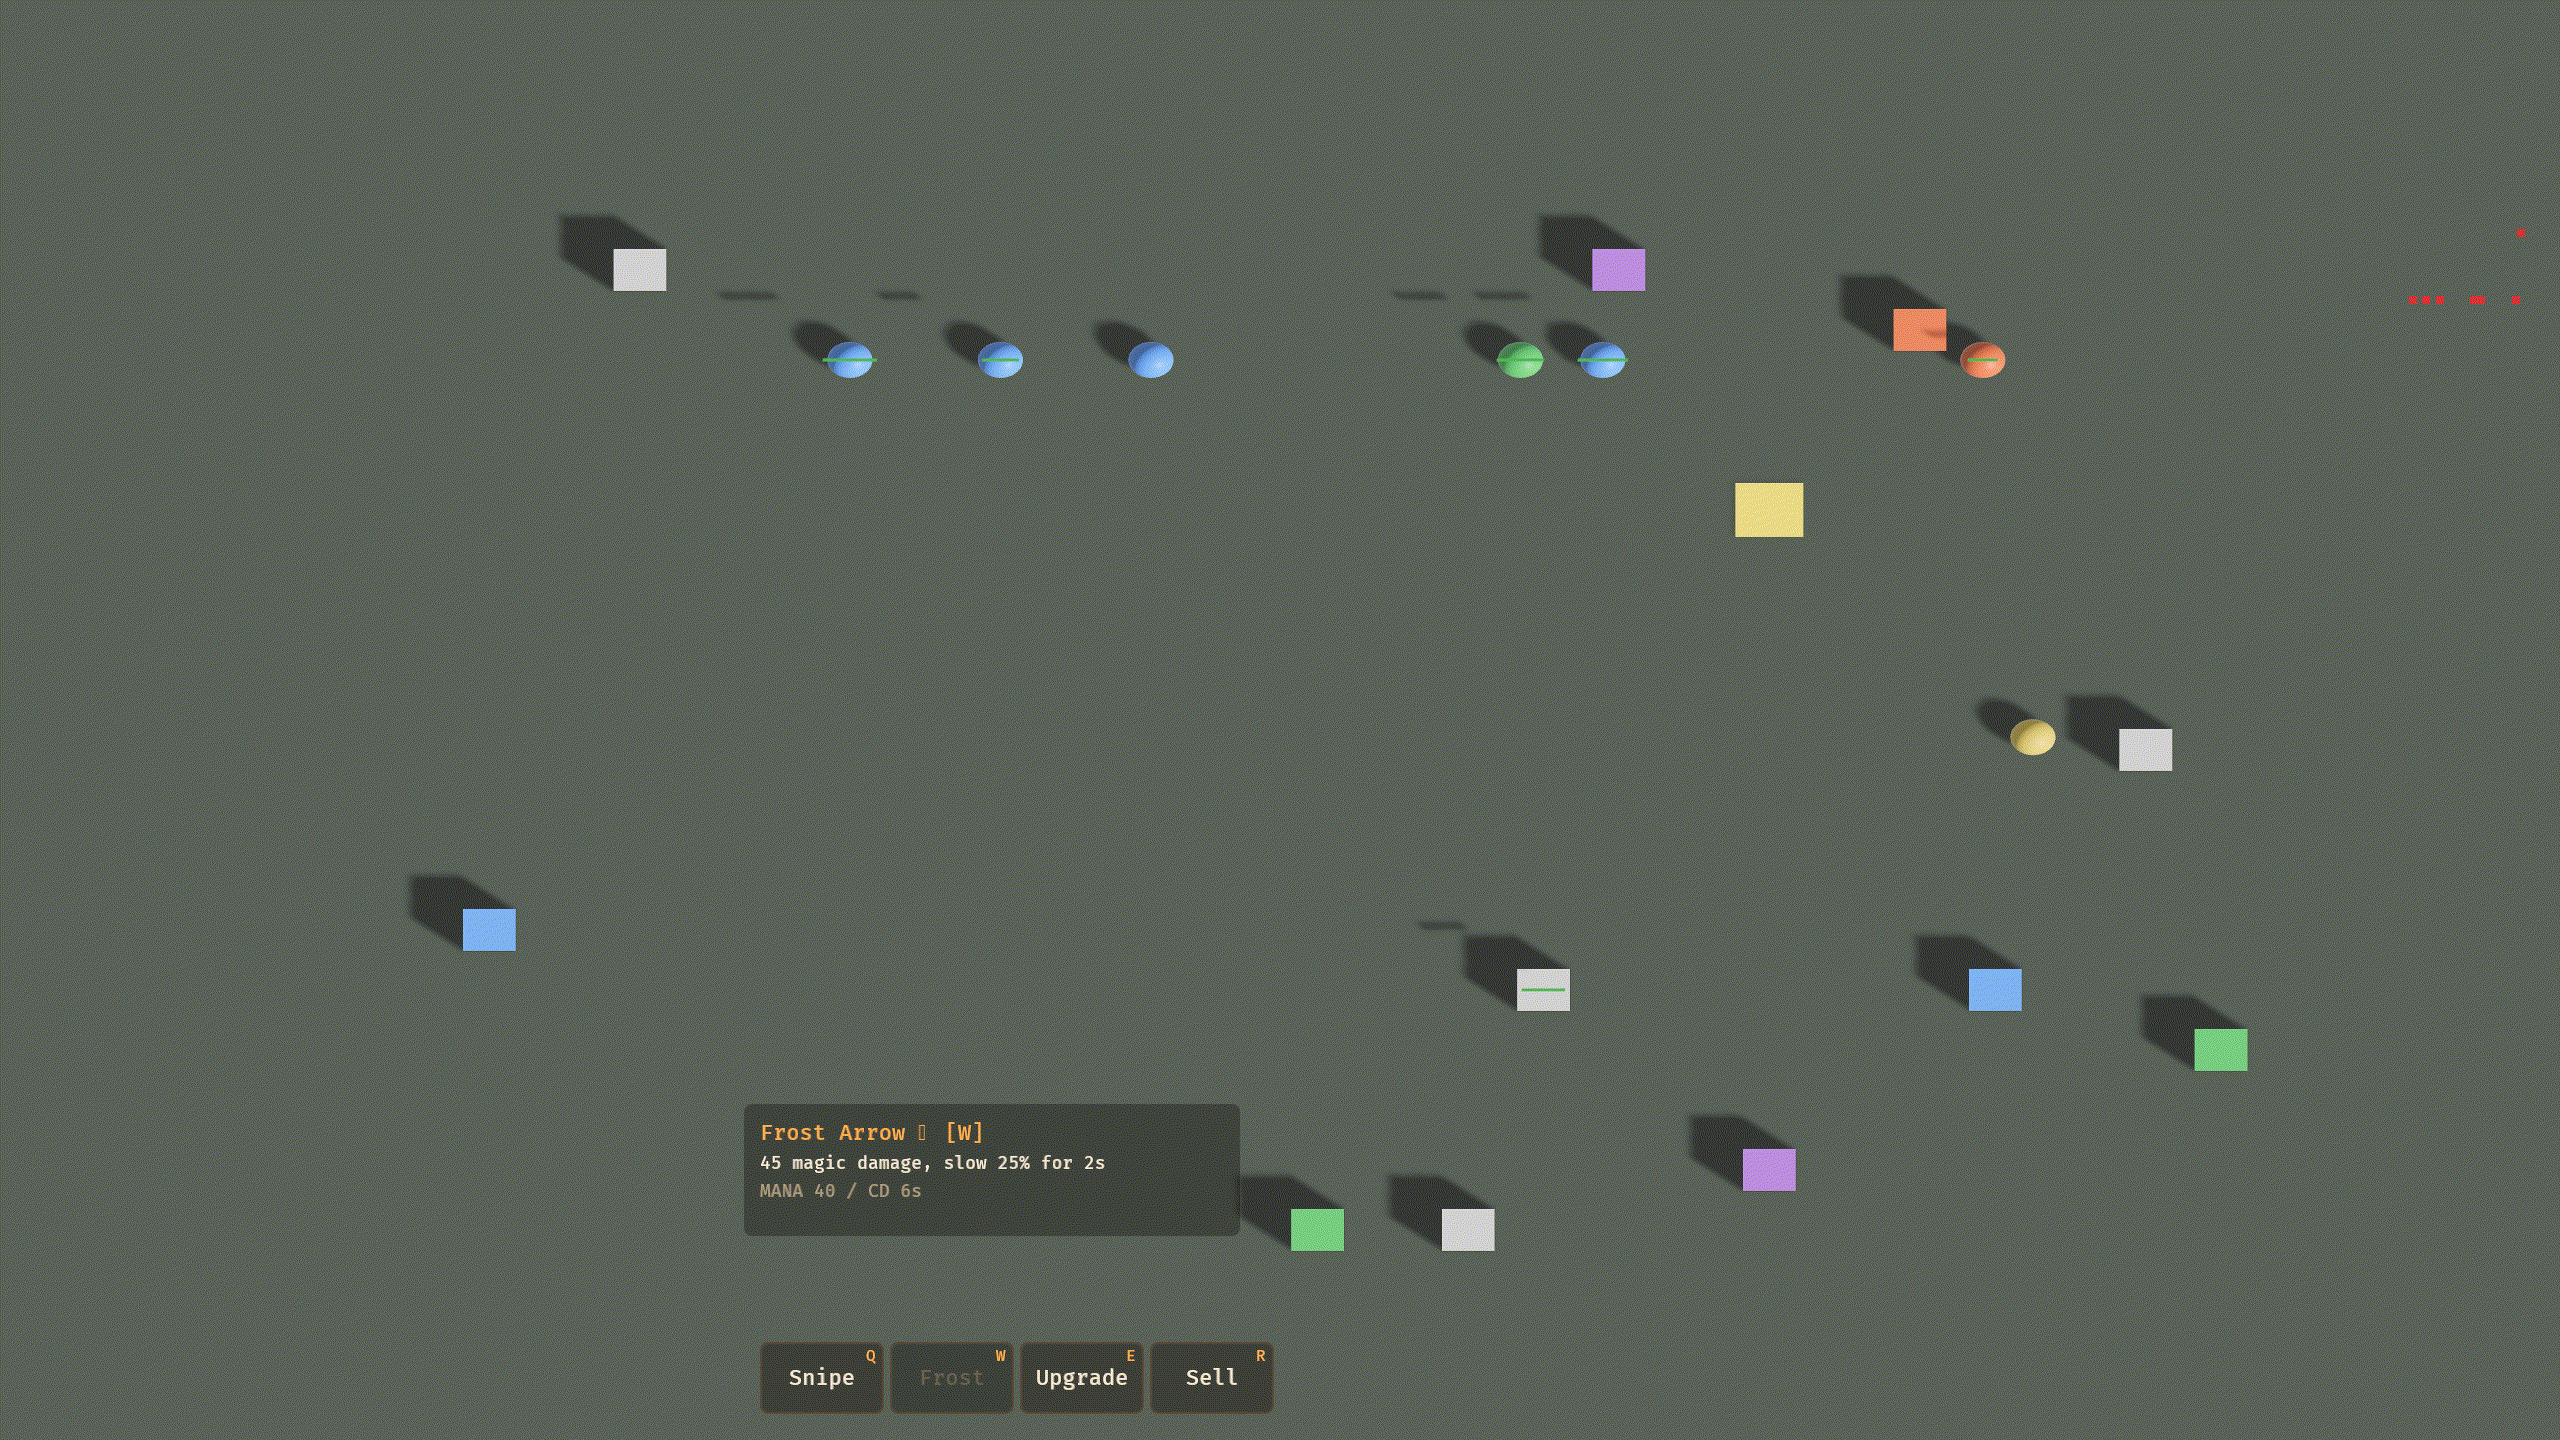 Frost Arrow [W]
45 magic damage, slow 25% for 2s
MANA 40 / CD 6s
Q W E R
Snipe Frost Upgrade Sell